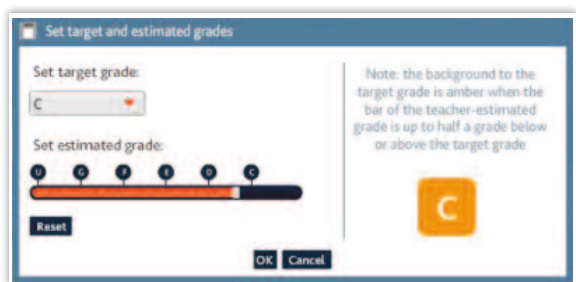 Set target and estimated grades
Set target grade:
C
Set estimated grade:
U G F E D C
Reset
OK Cancel
Note: the background to the
target grade is amber when the
bar of the teacher-estimated
grade is up to half a grade below
or above the target grade
C